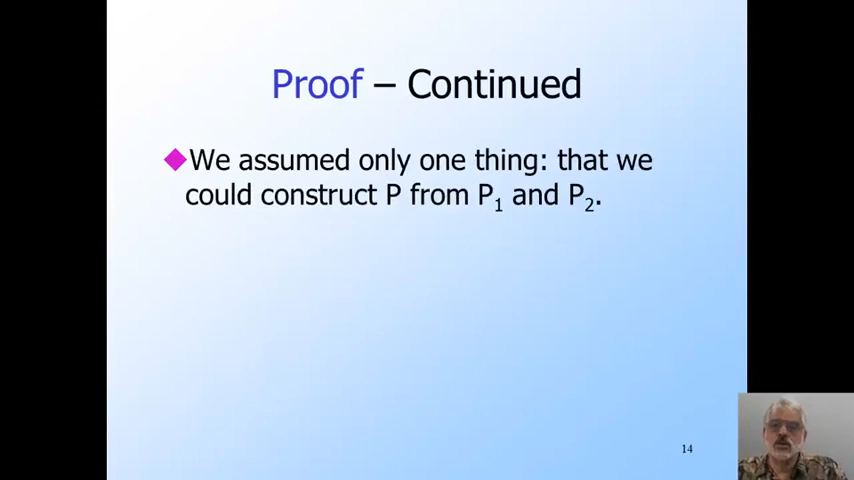 Proof – Continued
We assumed only one thing: that we
could construct P from P₁ and P₂.
14